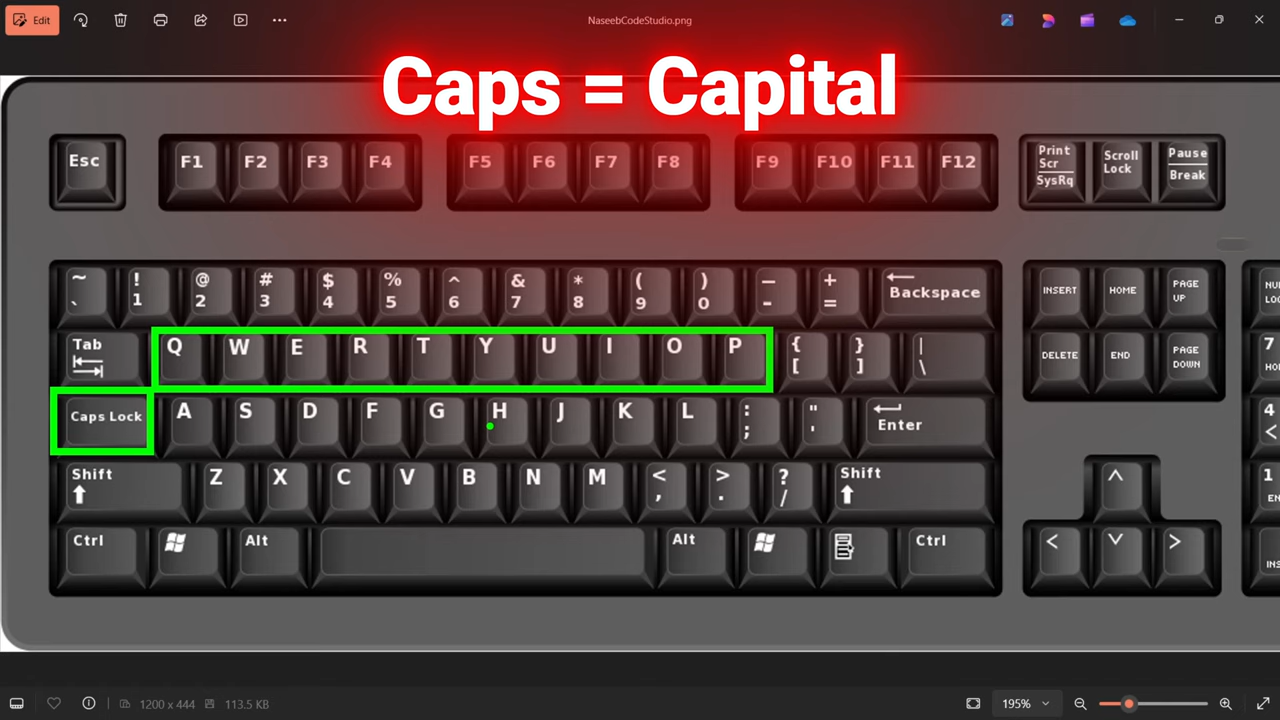 Edit
NaseebCodeStudio.png
Caps = Capital
Esc F1 F2 F3 F4 F5 F6 F7 F8 F9 F10 F11 F12
Print
Scr
SysRq
Scroll
Lock
Pause
Break
~ ! @ # $ % ^ & * ( ) — +
` 1 2 3 4 5 6 7 8 9 0 - =
Backspace
INSERT HOME
PAGE
UP
Tab Q W E R T Y U I O P { } |
[ ] \
DELETE END
PAGE
DOWN
7
Caps Lock A S D F G H J K L : "
; '
Enter
4
<
Shift Z X C V B N M < > ?
, . /
Shift
^
1
Ctrl Alt Alt Ctrl
< v >
1200 x 444 113.5 KB
195%